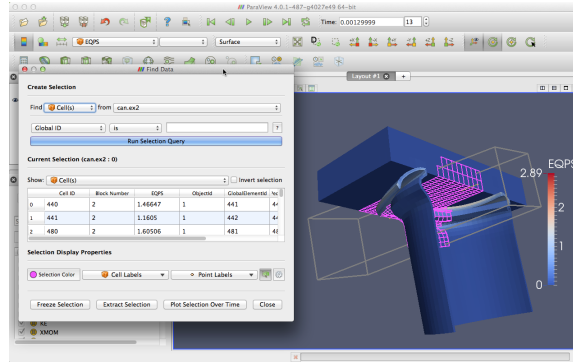 ParaView 4.0.1-487-g4027e49 64-bit
Time: 0.00129999 13
EQPS Surface
Find Data
Layout #1 +
Create Selection
Find Cell(s) from can.ex2
Global ID is ?
Run Selection Query
Current Selection (can.ex2 : 0)
Show: Cell(s) Invert selection
Cell ID Block Number EQPS ObjectId GlobalElementId
0 440 2 1.46647 1 441 44
1 441 2 1.1605 1 442 44
2 480 2 1.60506 1 481 48
Selection Display Properties
Selection Color Cell Labels Point Labels
Freeze Selection Extract Selection Plot Selection Over Time Close
KE
XMOM
EQPS
2.89
2
1
0